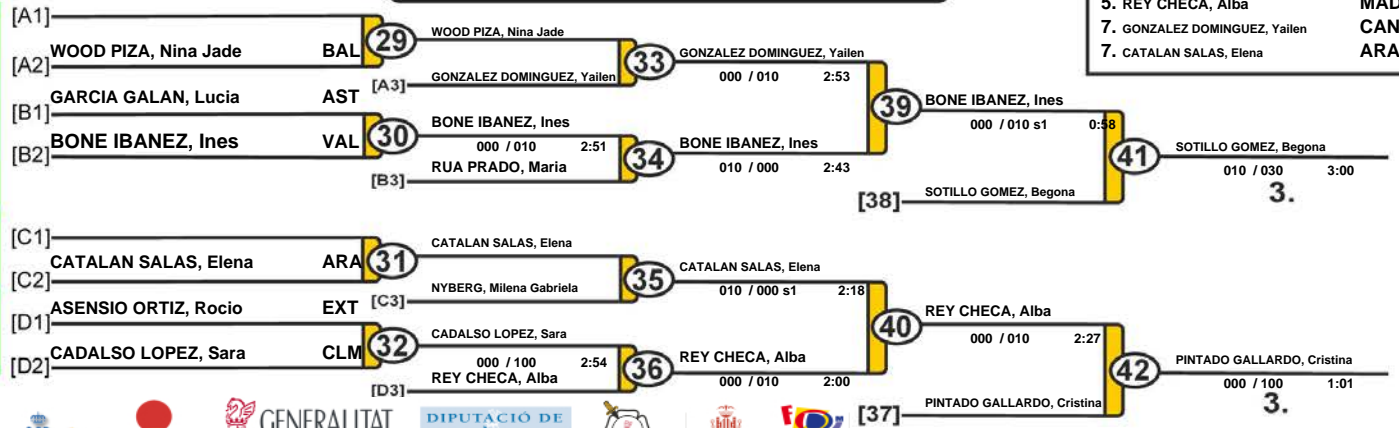 5. REY CHECA, Alba MAD
7. GONZALEZ DOMINGUEZ, Yailen CAN
7. CATALAN SALAS, Elena ARA
[A1]
WOOD PIZA, Nina Jade BAL
[A2]
29
WOOD PIZA, Nina Jade
GONZALEZ DOMINGUEZ, Yailen
[A3]
33
GONZALEZ DOMINGUEZ, Yailen
000 / 010 2:53
GARCIA GALAN, Lucia AST
[B1]
BONE IBANEZ, Ines VAL
[B2]
30
BONE IBANEZ, Ines
000 / 010 2:51
RUA PRADO, Maria
[B3]
34
BONE IBANEZ, Ines
010 / 000 2:43
39
BONE IBANEZ, Ines
000 / 010 s1 0:58
SOTILLO GOMEZ, Begona
[38]
41
SOTILLO GOMEZ, Begona
010 / 030 3:00
3.
[C1]
CATALAN SALAS, Elena ARA
[C2]
31
CATALAN SALAS, Elena
NYBERG, Milena Gabriela
[C3]
35
CATALAN SALAS, Elena
010 / 000 s1 2:18
ASENSIO ORTIZ, Rocio EXT
[D1]
CADALSO LOPEZ, Sara CLM
[D2]
32
CADALSO LOPEZ, Sara
000 / 100 2:54
REY CHECA, Alba
[D3]
36
REY CHECA, Alba
000 / 010 2:00
40
REY CHECA, Alba
000 / 010 2:27
PINTADO GALLARDO, Cristina
[37]
42
PINTADO GALLARDO, Cristina
000 / 100 1:01
3.
GENERALITAT
DIPUTACIÓ DE